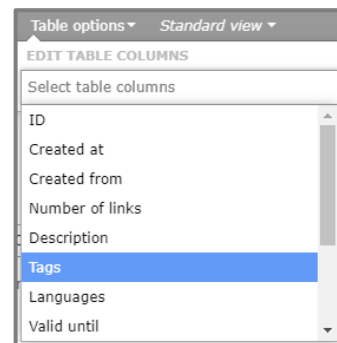 Table options Standard view
EDIT TABLE COLUMNS
Select table columns
ID
Created at
Created from
Number of links
Description
Tags
Languages
Valid until